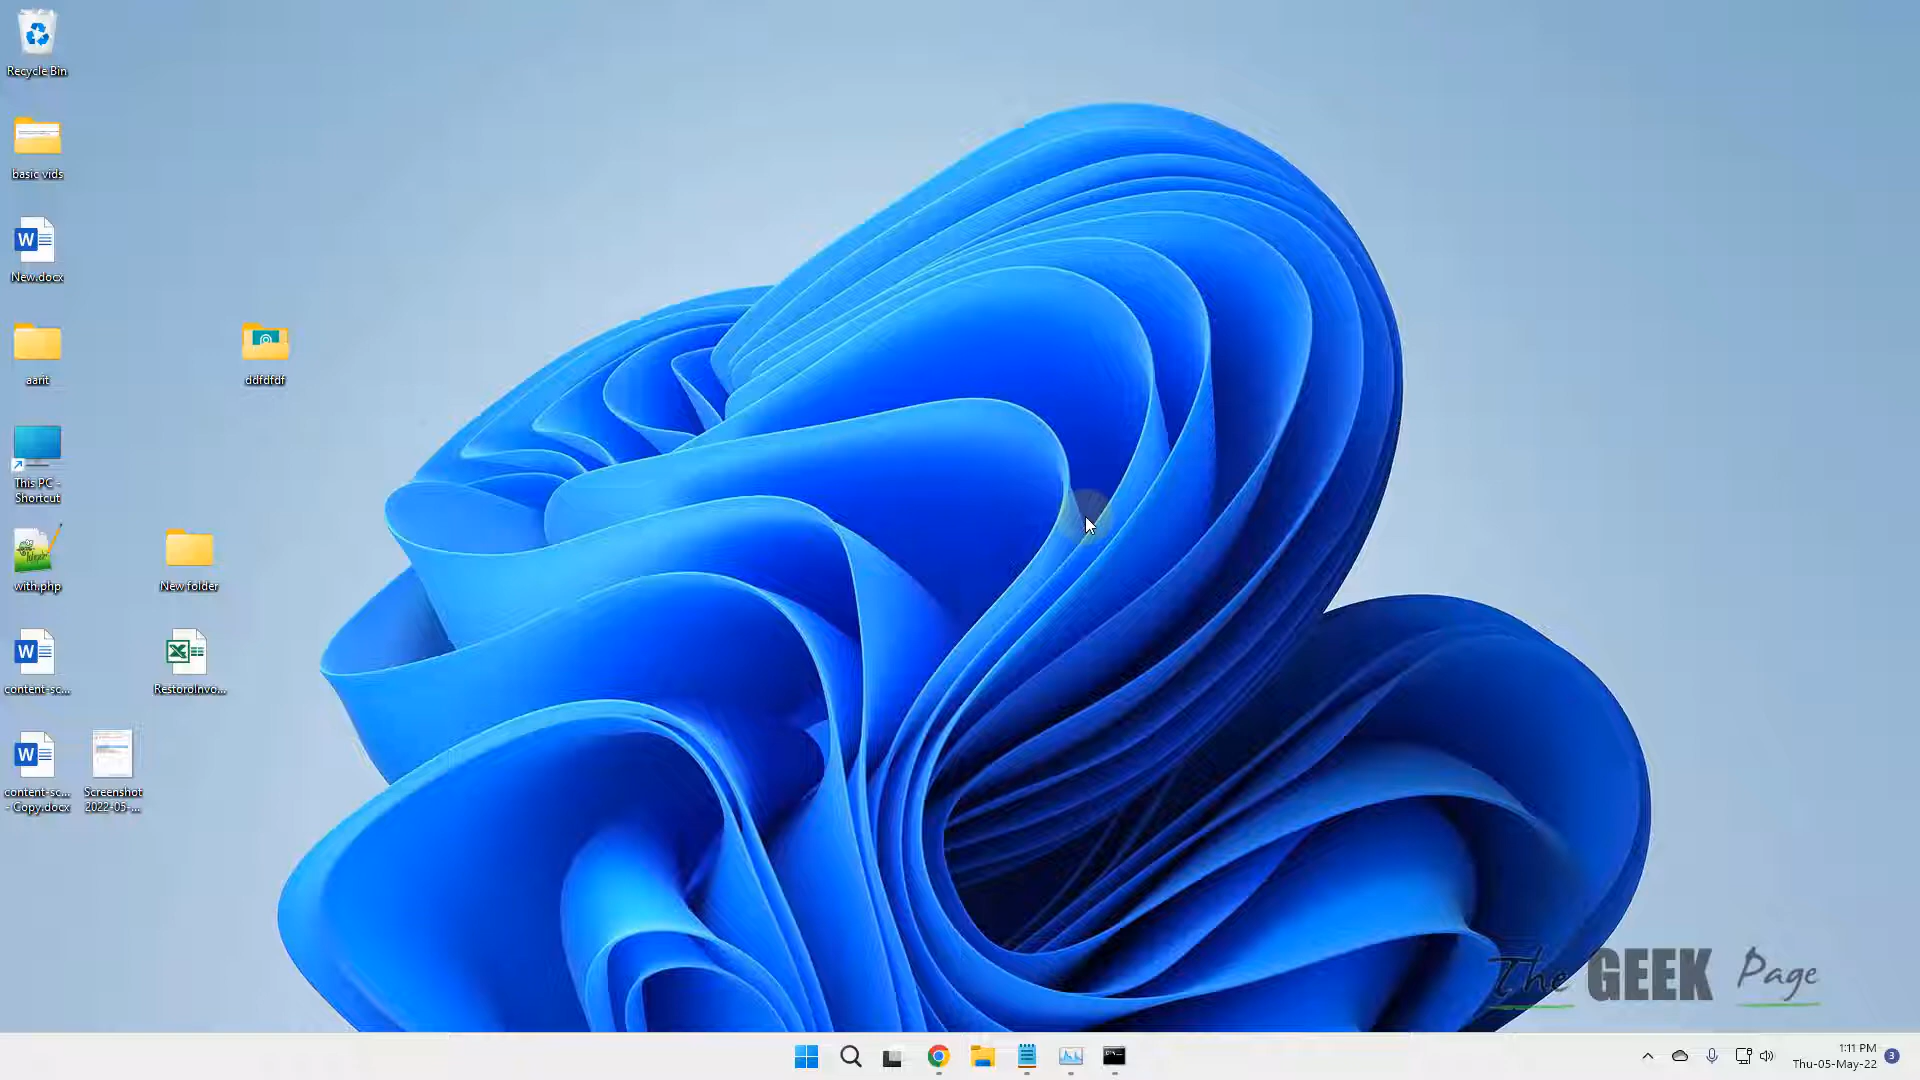 Recycle Bin
basic vids
New.docx
aarit
ddfdfdf
This PC -
Shortcut
with.php
New folder
content-sc...
RestoroInvo...
content-sc...
- Copy.docx
Screenshot
2022-05-...
The GEEK Page
1:11 PM
Thu-05-May-22
3